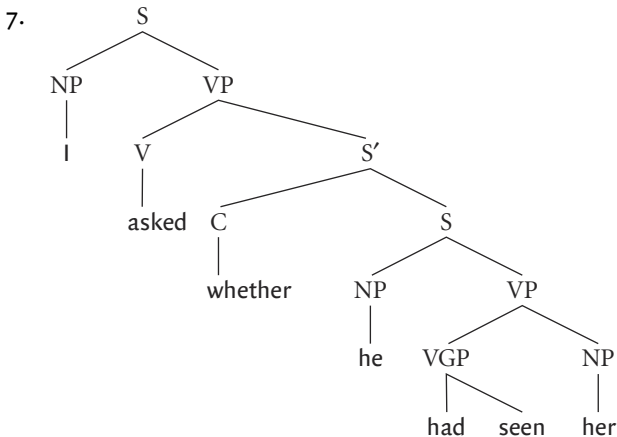 7. S
NP VP
I V S′
asked C S
whether NP VP
he VGP NP
had seen her